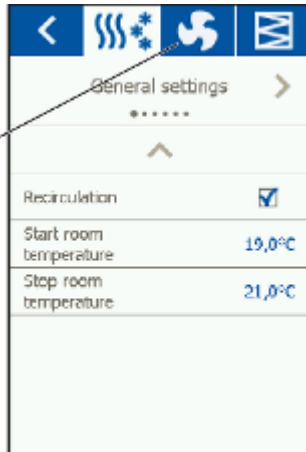 General settings
Recirculation
Start room
temperature
19,0°C
Stop room
temperature
21,0°C